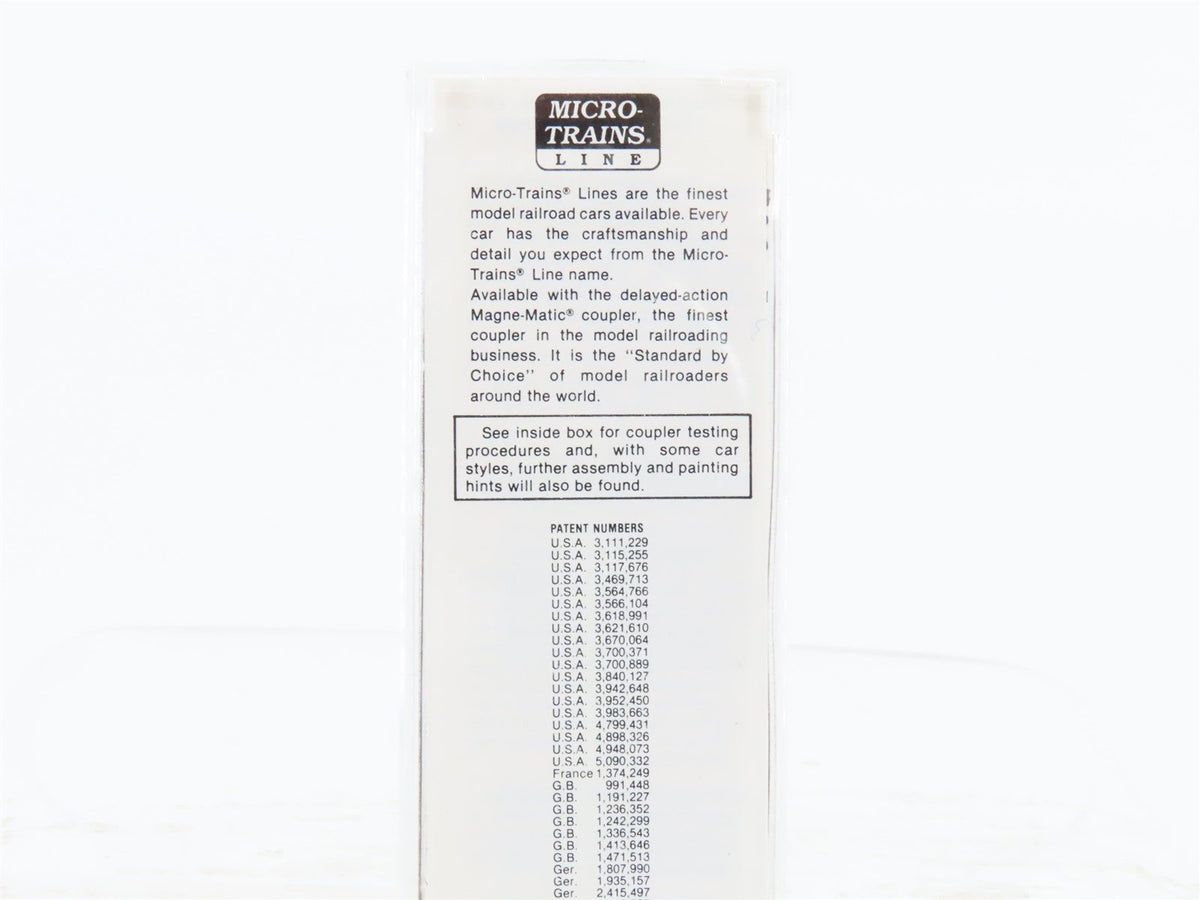 MICRO-
TRAINS®
LINE
Micro-Trains® Lines are the finest
model railroad cars available. Every
car has the craftsmanship and
detail you expect from the Micro-
Trains® Line name.
Available with the delayed-action
Magne-Matic® coupler, the finest
coupler in the model railroading
business. It is the "Standard by
Choice" of model railroaders
around the world.
See inside box for coupler testing
procedures and, with some car
styles, further assembly and painting
hints will also be found.
PATENT NUMBERS
U.S.A. 3,111,229
U.S.A. 3,115,255
U.S.A. 3,117,676
U.S.A. 3,469,713
U.S.A. 3,564,766
U.S.A. 3,566,104
U.S.A. 3,618,991
U.S.A. 3,621,610
U.S.A. 3,670,064
U.S.A. 3,700,371
U.S.A. 3,700,889
U.S.A. 3,840,127
U.S.A. 3,942,648
U.S.A. 3,952,450
U.S.A. 3,983,663
U.S.A. 4,799,431
U.S.A. 4,898,326
U.S.A. 4,948,073
U.S.A. 5,090,332
France 1,374,249
G.B. 991,448
G.B. 1,191,227
G.B. 1,236,352
G.B. 1,242,299
G.B. 1,336,543
G.B. 1,413,646
G.B. 1,471,513
Ger. 1,807,990
Ger. 1,935,157
Ger. 2,415,497